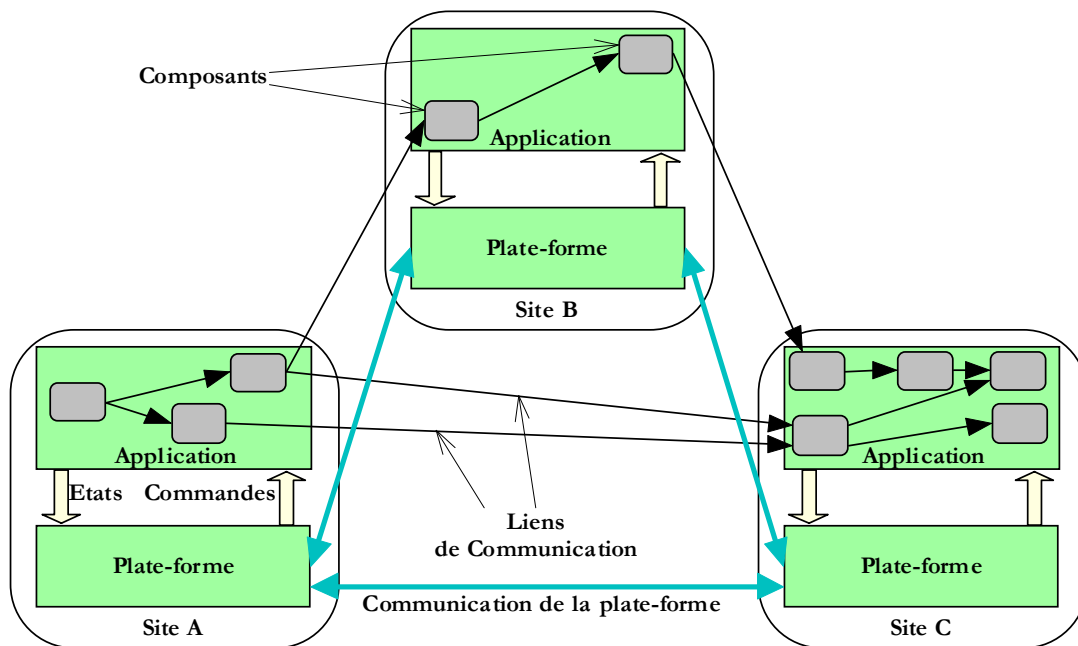 Composants
Application
Plate-forme
Site B
Application
Etats Commandes
Plate-forme
Site A
Liens
de Communication
Communication de la plate-forme
Application
Plate-forme
Site C